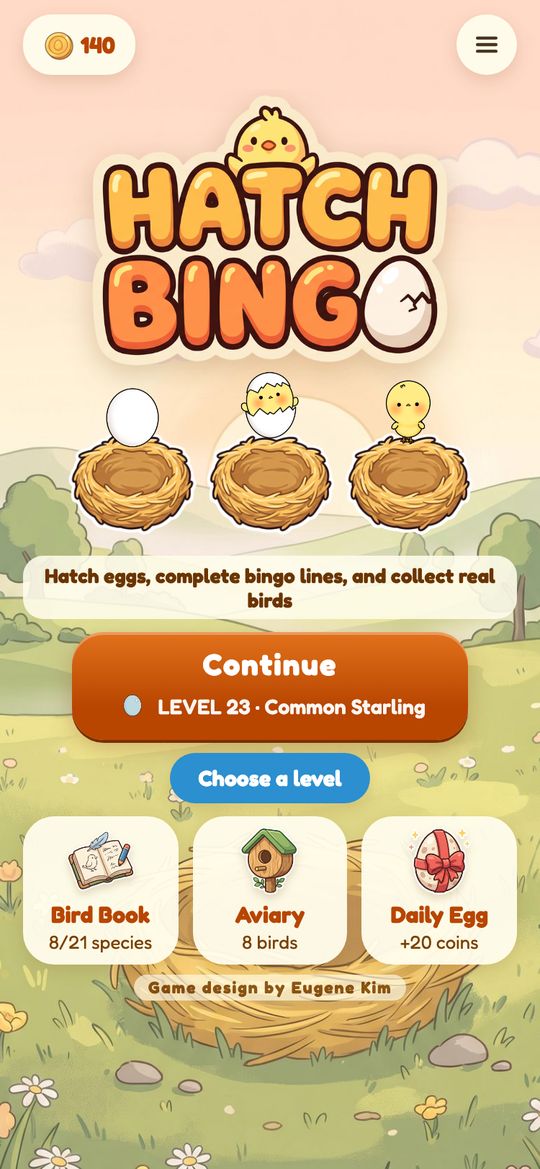 140
HATCH
BINGO
Hatch eggs, complete bingo lines, and collect real
birds
Continue
LEVEL 23 · Common Starling
Choose a level
Bird Book
8/21 species
Aviary
8 birds
Daily Egg
+20 coins
Game design by Eugene Kim